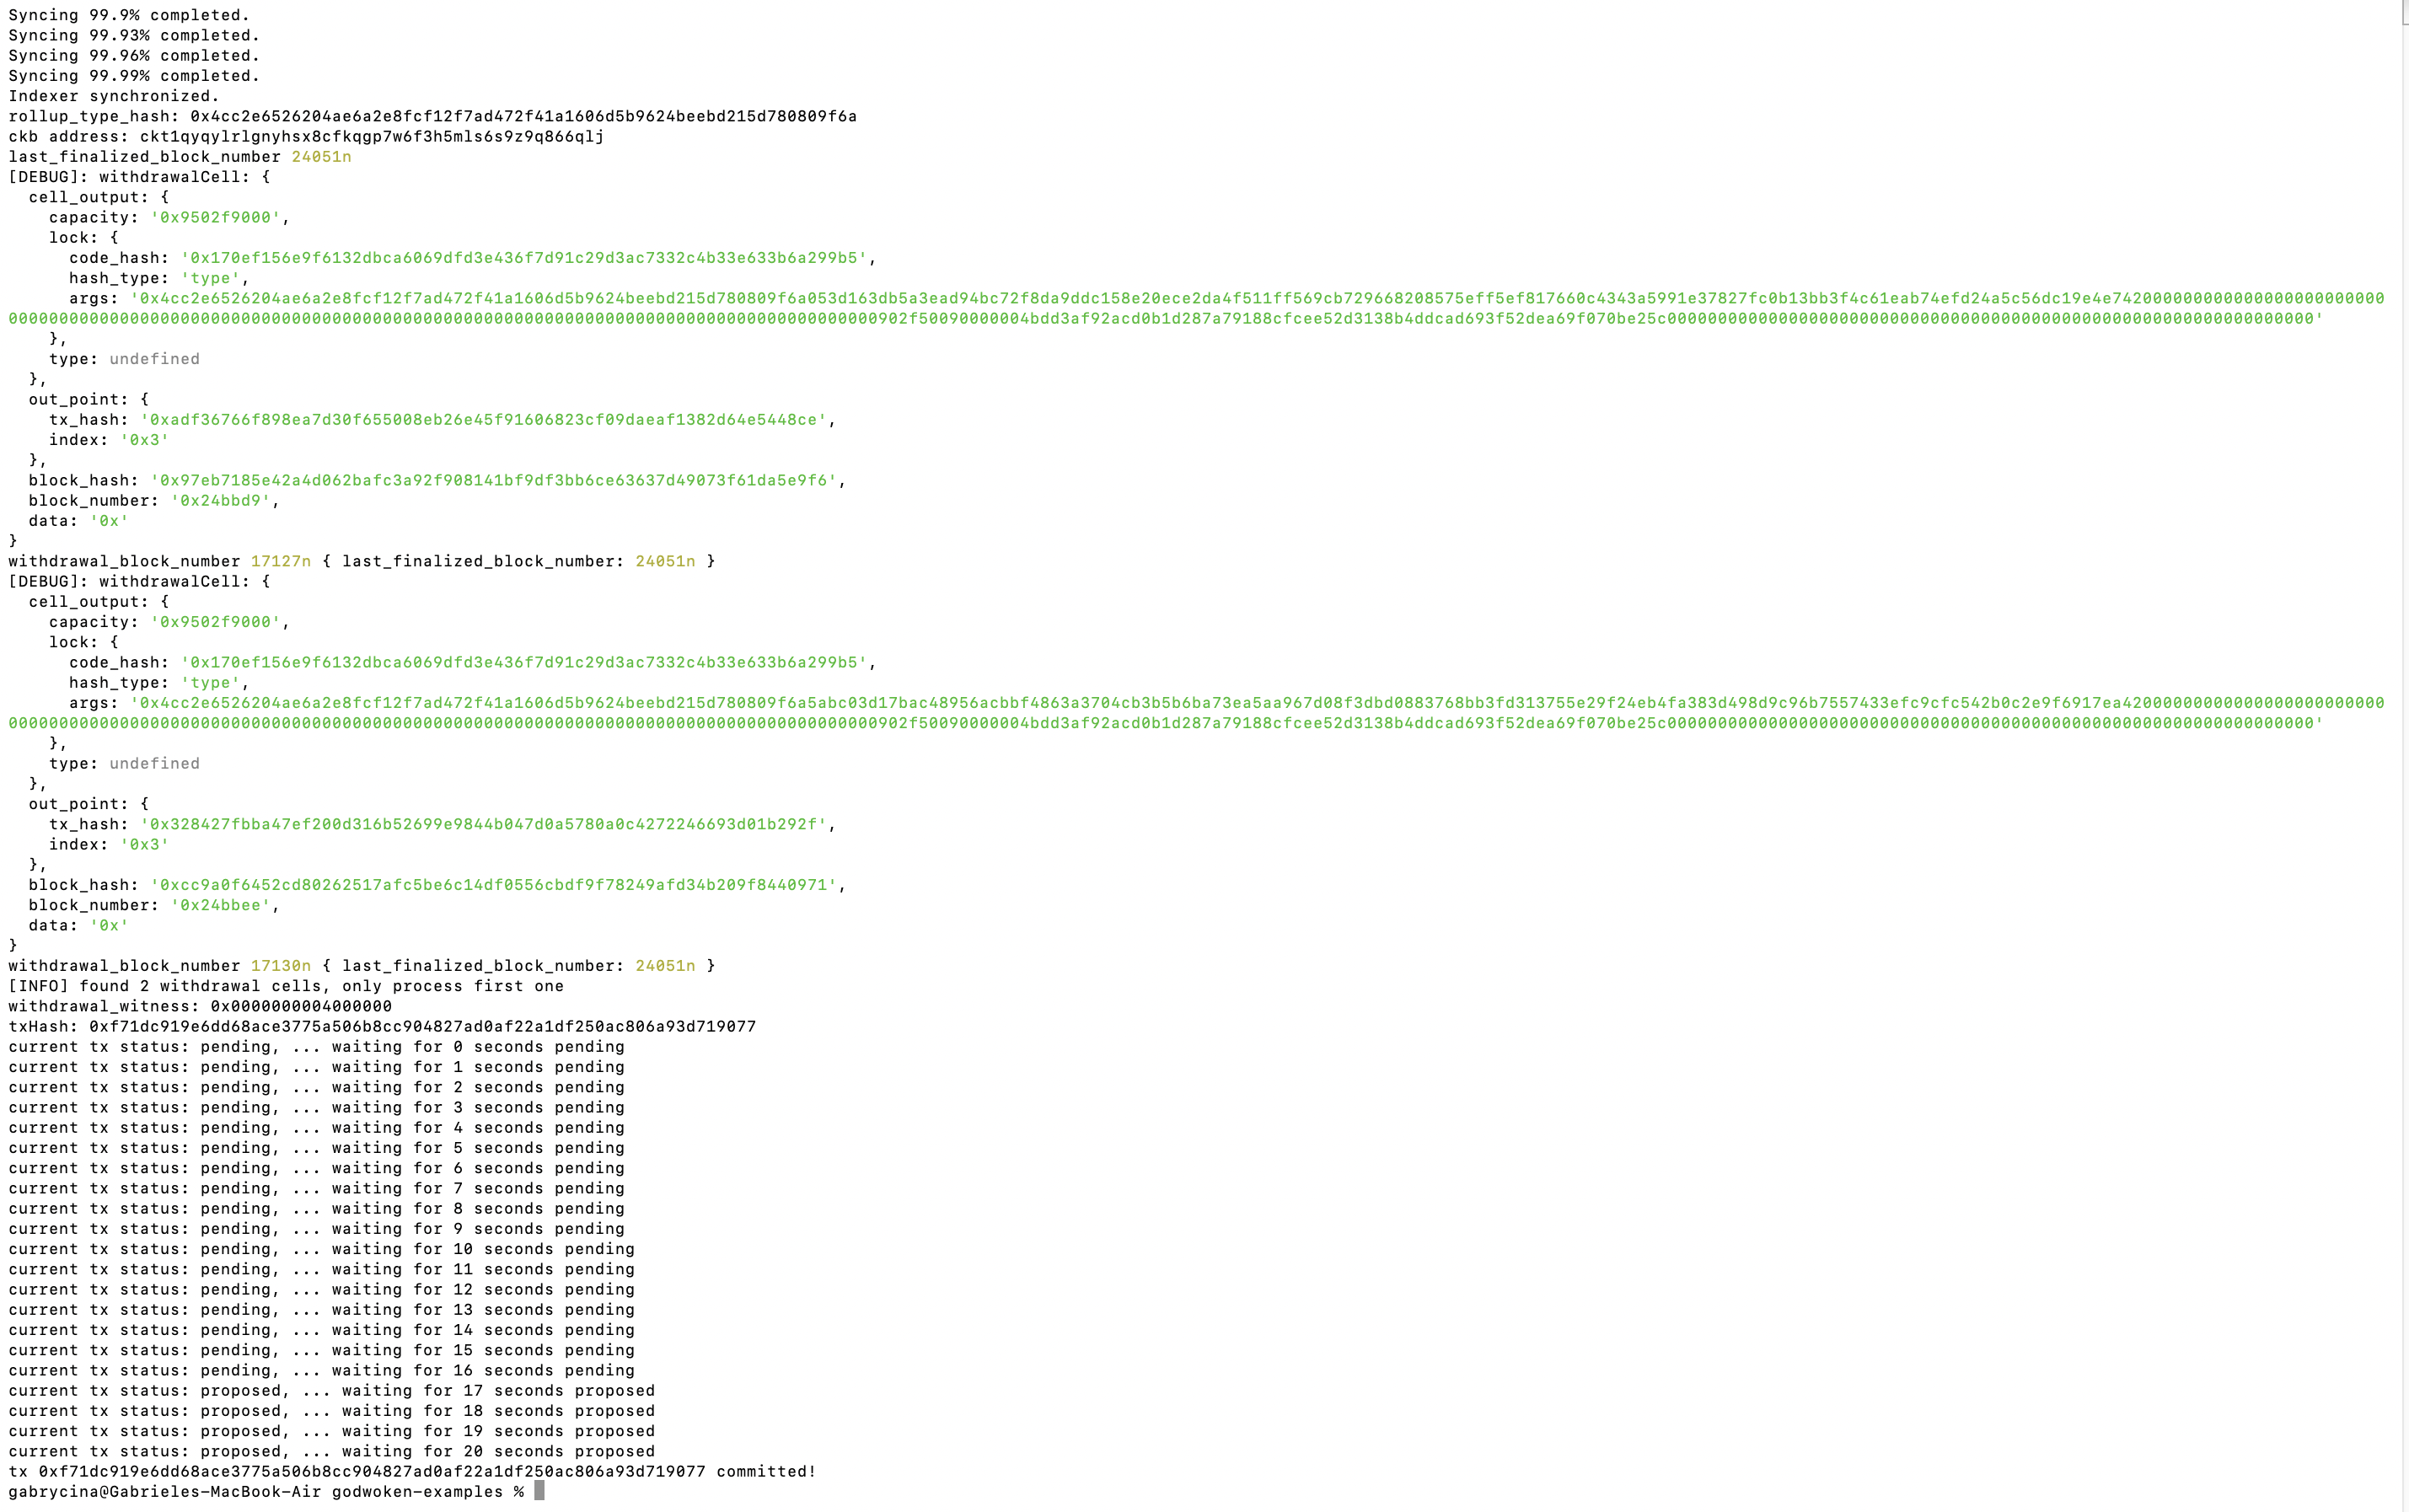 Syncing 99.9% completed.
Syncing 99.93% completed.
Syncing 99.96% completed.
Syncing 99.99% completed.
Indexer synchronized.
rollup_type_hash: 0x4cc2e6526204ae6a2e8fcf12f7ad472f41a1606d5b9624beebd215d780809f6a
ckb address: ckt1qyqylrlgnyhsx8cfkqgp7w6f3h5mls6s9z9q866qlj
last_finalized_block_number 24051n
[DEBUG]: withdrawalCell: {
  cell_output: {
    capacity: '0x9502f9000',
    lock: {
      code_hash: '0x170ef156e9f6132dbca6069dfd3e436f7d91c29d3ac7332c4b33e633b6a299b5',
      hash_type: 'type',
      args: '0x4cc2e6526204ae6a2e8fcf12f7ad472f41a1606d5b9624beebd215d780809f6a053d163db5a3ead94bc72f8da9ddc158e20ece2da4f511ff569cb729668208575eff5ef817660c4343a5991e37827fc0b13bb3f4c61eab74efd24a5c56dc19e4e742000000000000000000000000
00000000000000000000000000000000000000000000000000000000000000000000000000000000000000902f50090000004bdd3af92acd0b1d287a79188cfcee52d3138b4ddcad693f52dea69f070be25c0000000000000000000000000000000000000000000000000000000000000000'
    },
    type: undefined
  },
  out_point: {
    tx_hash: '0xadf36766f898ea7d30f655008eb26e45f91606823cf09daeaf1382d64e5448ce',
    index: '0x3'
  },
  block_hash: '0x97eb7185e42a4d062bafc3a92f908141bf9df3bb6ce63637d49073f61da5e9f6',
  block_number: '0x24bbd9',
  data: '0x'
}
withdrawal_block_number 17127n { last_finalized_block_number: 24051n }
[DEBUG]: withdrawalCell: {
  cell_output: {
    capacity: '0x9502f9000',
    lock: {
      code_hash: '0x170ef156e9f6132dbca6069dfd3e436f7d91c29d3ac7332c4b33e633b6a299b5',
      hash_type: 'type',
      args: '0x4cc2e6526204ae6a2e8fcf12f7ad472f41a1606d5b9624beebd215d780809f6a5abc03d17bac48956acbbf4863a3704cb3b5b6ba73ea5aa967d08f3dbd0883768bb3fd313755e29f24eb4fa383d498d9c96b7557433efc9cfc542b0c2e9f6917ea42000000000000000000000000
00000000000000000000000000000000000000000000000000000000000000000000000000000000000000902f50090000004bdd3af92acd0b1d287a79188cfcee52d3138b4ddcad693f52dea69f070be25c0000000000000000000000000000000000000000000000000000000000000000'
    },
    type: undefined
  },
  out_point: {
    tx_hash: '0x328427fbba47ef200d316b52699e9844b047d0a5780a0c4272246693d01b292f',
    index: '0x3'
  },
  block_hash: '0xcc9a0f6452cd80262517afc5be6c14df0556cbdf9f78249afd34b209f8440971',
  block_number: '0x24bbee',
  data: '0x'
}
withdrawal_block_number 17130n { last_finalized_block_number: 24051n }
[INFO] found 2 withdrawal cells, only process first one
withdrawal_witness: 0x0000000004000000
txHash: 0xf71dc919e6dd68ace3775a506b8cc904827ad0af22a1df250ac806a93d719077
current tx status: pending, ... waiting for 0 seconds pending
current tx status: pending, ... waiting for 1 seconds pending
current tx status: pending, ... waiting for 2 seconds pending
current tx status: pending, ... waiting for 3 seconds pending
current tx status: pending, ... waiting for 4 seconds pending
current tx status: pending, ... waiting for 5 seconds pending
current tx status: pending, ... waiting for 6 seconds pending
current tx status: pending, ... waiting for 7 seconds pending
current tx status: pending, ... waiting for 8 seconds pending
current tx status: pending, ... waiting for 9 seconds pending
current tx status: pending, ... waiting for 10 seconds pending
current tx status: pending, ... waiting for 11 seconds pending
current tx status: pending, ... waiting for 12 seconds pending
current tx status: pending, ... waiting for 13 seconds pending
current tx status: pending, ... waiting for 14 seconds pending
current tx status: pending, ... waiting for 15 seconds pending
current tx status: pending, ... waiting for 16 seconds pending
current tx status: proposed, ... waiting for 17 seconds proposed
current tx status: proposed, ... waiting for 18 seconds proposed
current tx status: proposed, ... waiting for 19 seconds proposed
current tx status: proposed, ... waiting for 20 seconds proposed
tx 0xf71dc919e6dd68ace3775a506b8cc904827ad0af22a1df250ac806a93d719077 committed!
gabrycina@Gabrieles-MacBook-Air godwoken-examples %